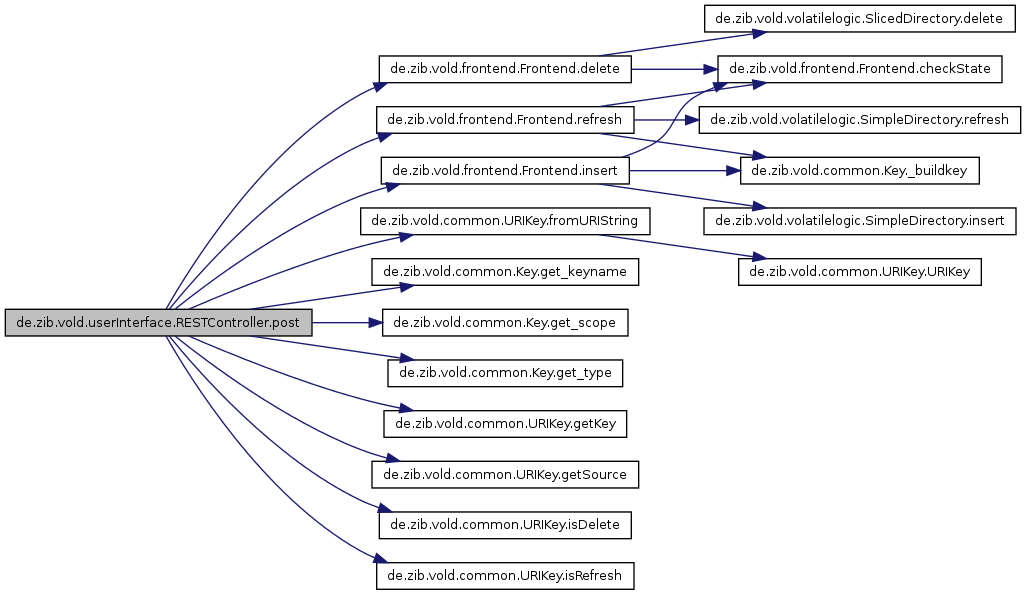 de.zib.vold.volatilelogic.SlicedDirectory.delete
de.zib.vold.frontend.Frontend.delete
de.zib.vold.frontend.Frontend.checkState
de.zib.vold.frontend.Frontend.refresh
de.zib.vold.volatilelogic.SimpleDirectory.refresh
de.zib.vold.frontend.Frontend.insert
de.zib.vold.common.Key._buildkey
de.zib.vold.common.URIKey.fromURIString
de.zib.vold.volatilelogic.SimpleDirectory.insert
de.zib.vold.common.Key.get_keyname
de.zib.vold.common.URIKey.URIKey
de.zib.vold.userInterface.RESTController.post
de.zib.vold.common.Key.get_scope
de.zib.vold.common.Key.get_type
de.zib.vold.common.URIKey.getKey
de.zib.vold.common.URIKey.getSource
de.zib.vold.common.URIKey.isDelete
de.zib.vold.common.URIKey.isRefresh